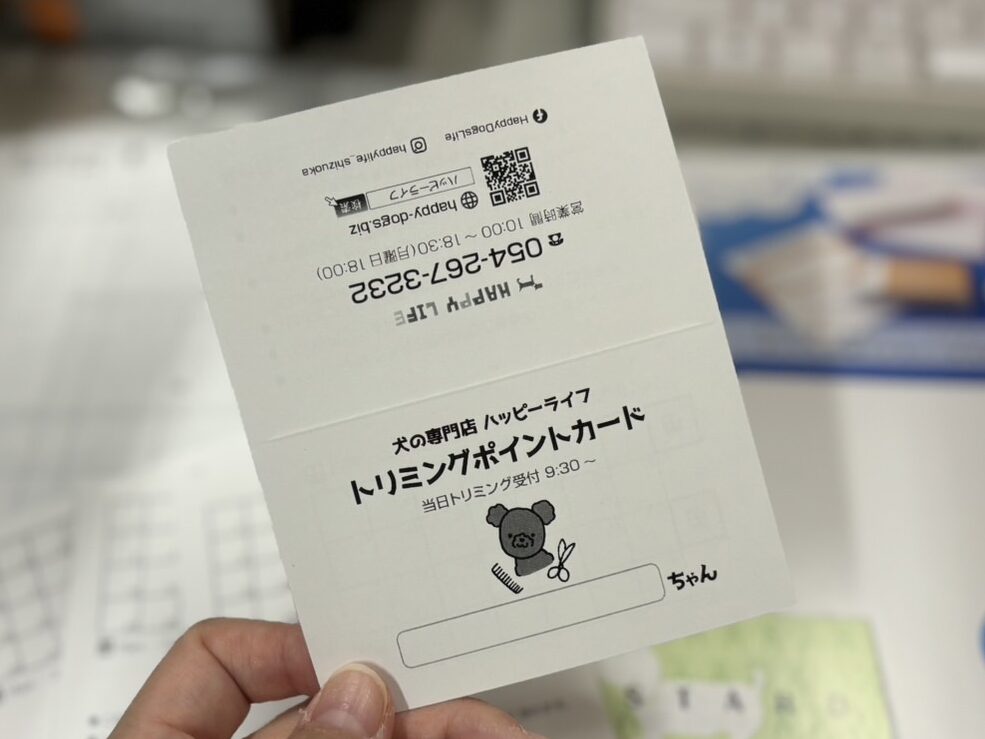 犬の専門店 ハッピーライフ
トリミングポイントカード
当日トリミング受付 9:30 ～
ちゃん
HAPPY LIFE
☎ 054-267-3232
営業時間 10:00 ～ 18:30(月曜日 18:00)
happy-dogs.biz
ハッピーライフ 検索
HappyDogsLife happylife_shizuoka